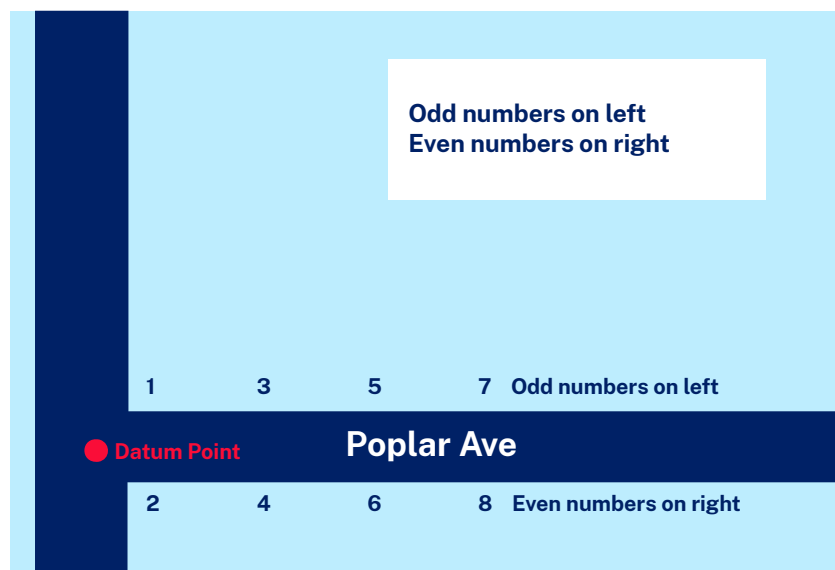 Odd numbers on left
Even numbers on right
1 3 5 7 Odd numbers on left
Datum Point Poplar Ave
2 4 6 8 Even numbers on right